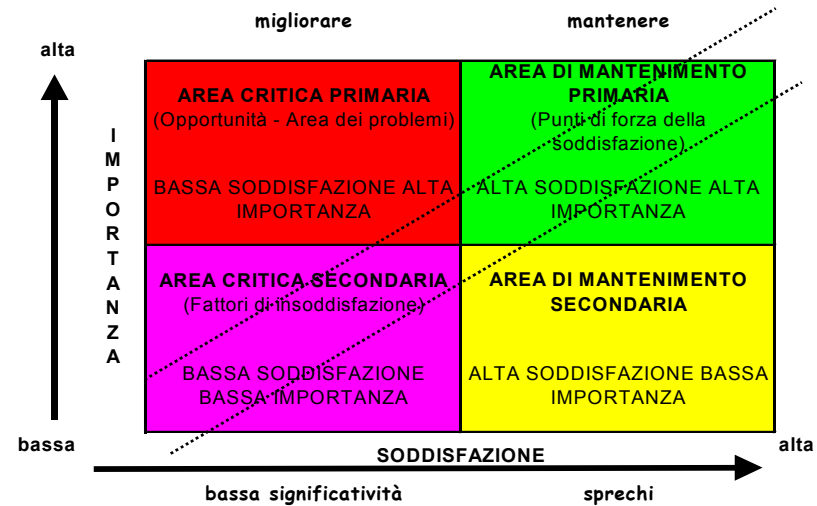 migliorare
mantenere
alta
AREA CRITICA PRIMARIA
(Opportunità - Area dei problemi)
BASSA SODDISFAZIONE ALTA
IMPORTANZA
AREA DI MANTENIMENTO
PRIMARIA
(Punti di forza della
soddisfazione)
ALTA SODDISFAZIONE ALTA
IMPORTANZA
IMPORTANZA
AREA CRITICA SECONDARIA
(Fattori di insoddisfazione)
BASSA SODDISFAZIONE
BASSA IMPORTANZA
AREA DI MANTENIMENTO
SECONDARIA
ALTA SODDISFAZIONE BASSA
IMPORTANZA
bassa
SODDISFAZIONE
alta
bassa significatività
sprechi